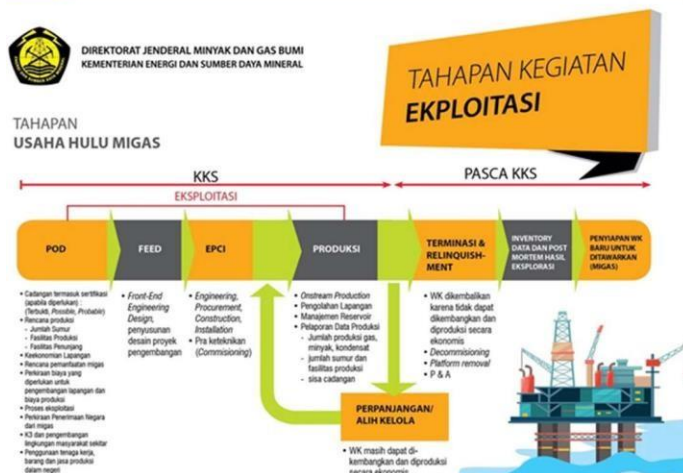 DIREKTORAT JENDERAL MINYAK DAN GAS BUMI
KEMENTERIAN ENERGI DAN SUMBER DAYA MINERAL
TAHAPAN KEGIATAN
EKPLOITASI
TAHAPAN
USAHA HULU MIGAS
KKS
PASCA KKS
EKSPLOITASI
POD
FEED
EPCI
PRODUKSI
TERMINASI &
RELINQUISH-
MENT
INVENTORY
DATA DAN POST
MORTEM HASIL
EKSPLORASI
PENYIAPAN WK
BARU UNTUK
DITAWARKAN
(MIGAS)
• Cadangan termasuk sertifikasi
(apabila diperlukan) :
(Terbukti, Possible, Probable)
• Rencana produksi
- Jumlah Sumur
- Fasilitas Produksi
- Fasilitas Penunjang
• Keekonomian Lapangan
• Rencana pemanfaatan migas
• Perkiraan biaya yang
diperlukan untuk
pengembangan lapangan dan
biaya produksi
• Proses eksploitasi
• Perkiraan Penerimaan Negara
dari migas
• K3 dan pengembangan
lingkungan masyarakat sekitar
• Penggunaan tenaga kerja,
barang dan jasa produksi
dalam negeri
• Front-End
Engineering
Design,
penyusunan
desain proyek
pengembangan
• Engineering,
Procurement,
Construction,
Installation
• Pra keteknikan
(Commisioning)
• Onstream Production
• Pengolahan Lapangan
• Manajemen Reservoir
• Pelaporan Data Produksi
- Jumlah produksi gas,
minyak, kondensat
- jumlah sumur dan
fasilitas produksi
- sisa cadangan
• WK dikembalikan
karena tidak dapat
dikembangkan dan
diproduksi secara
ekonomis
• Decommisioning
• Platform removal
• P & A
PERPANJANGAN/
ALIH KELOLA
• WK masih dapat di-
kembangkan dan diproduksi
secara ekonomis